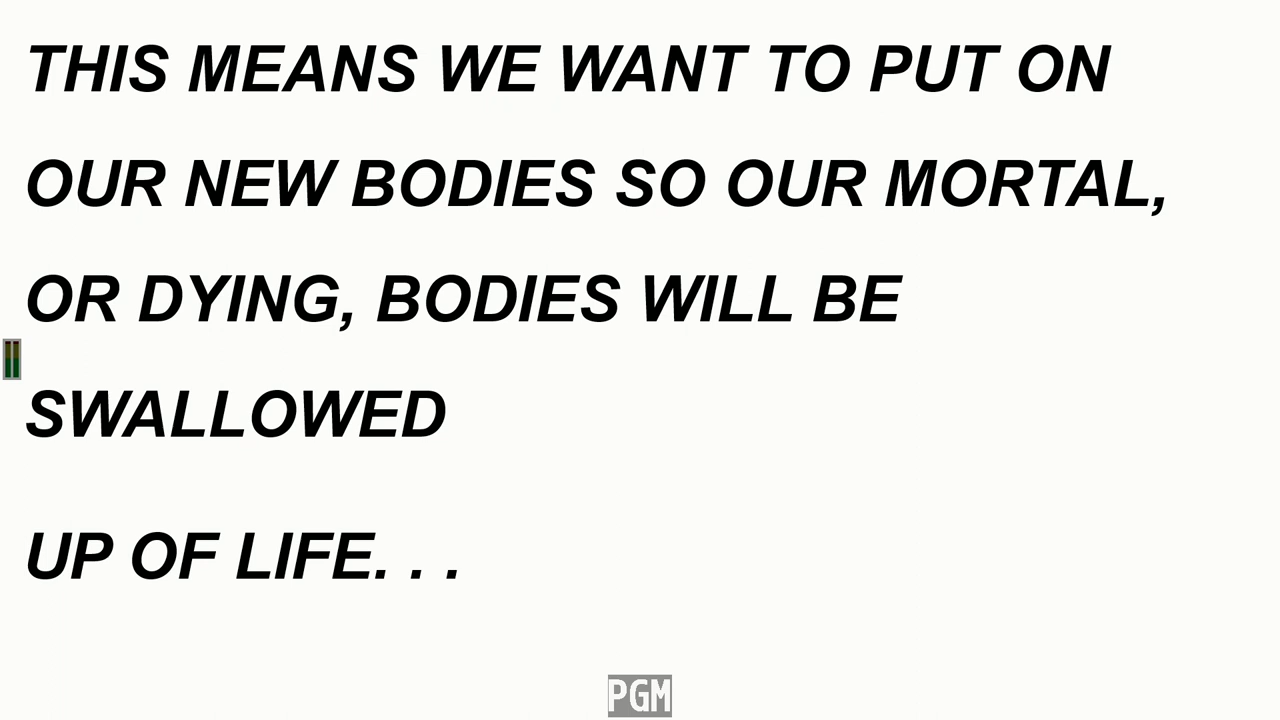 THIS MEANS WE WANT TO PUT ON
OUR NEW BODIES SO OUR MORTAL,
OR DYING, BODIES WILL BE
SWALLOWED
UP OF LIFE. . .
PGM